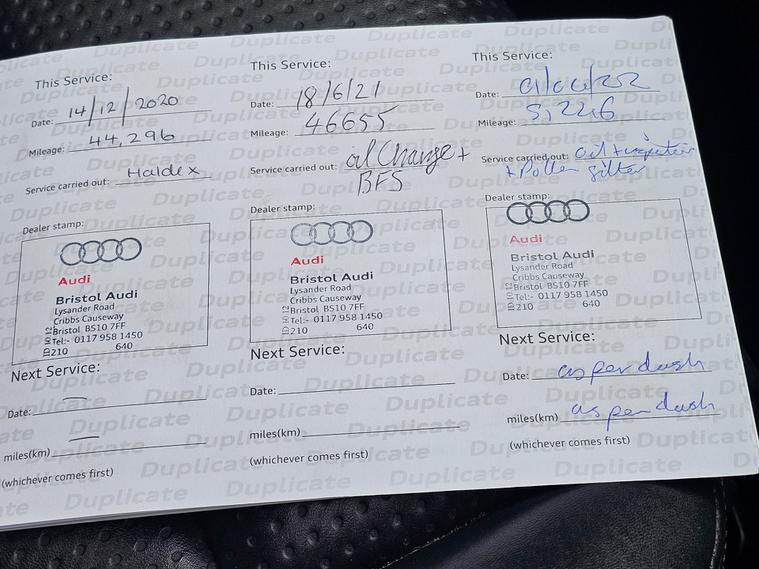 This Service:
Date: 14/12/2020
Mileage: 44,296
Service carried out: Haldex
Dealer stamp:
Audi
Bristol Audi
Lysander Road
Cribbs Causeway
Bristol BS10 7FF
Tel:- 0117 958 1450
210 640
Next Service:
Date: —
miles(km) —
(whichever comes first)
This Service:
Date: 18/6/21
Mileage: 46655
Service carried out: oil Change +
BFS
Dealer stamp:
Audi
Bristol Audi
Lysander Road
Cribbs Causeway
Bristol BS10 7FF
Tel:- 0117 958 1450
210 640
Next Service:
Date:
miles(km)
(whichever comes first)
This Service:
Date: 01/04/202
Mileage: 5,2246
Service carried out: oil +
+ Pollen filter
Dealer stamp:
Audi
Bristol Audi
Lysander Road
Cribbs Causeway
Bristol BS10 7FF
Tel:- 0117 958 1450
210 640
Next Service:
Date: as per dash
miles(km) as per dash
(whichever comes first)
Duplicate